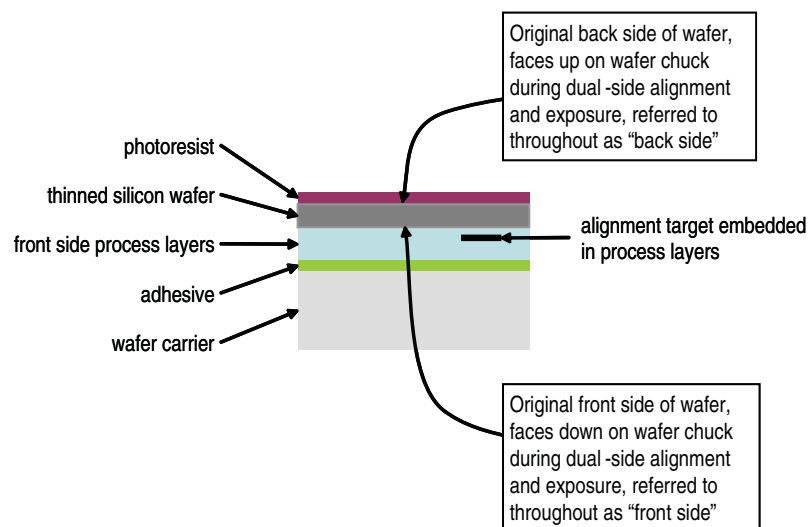 Original back side of wafer,
faces up on wafer chuck
during dual -side alignment
and exposure, referred to
throughout as “back side”
photoresist
thinned silicon wafer
front side process layers
adhesive
wafer carrier
alignment target embedded
in process layers
Original front side of wafer,
faces down on wafer chuck
during dual -side alignment
and exposure, referred to
throughout as “front side”